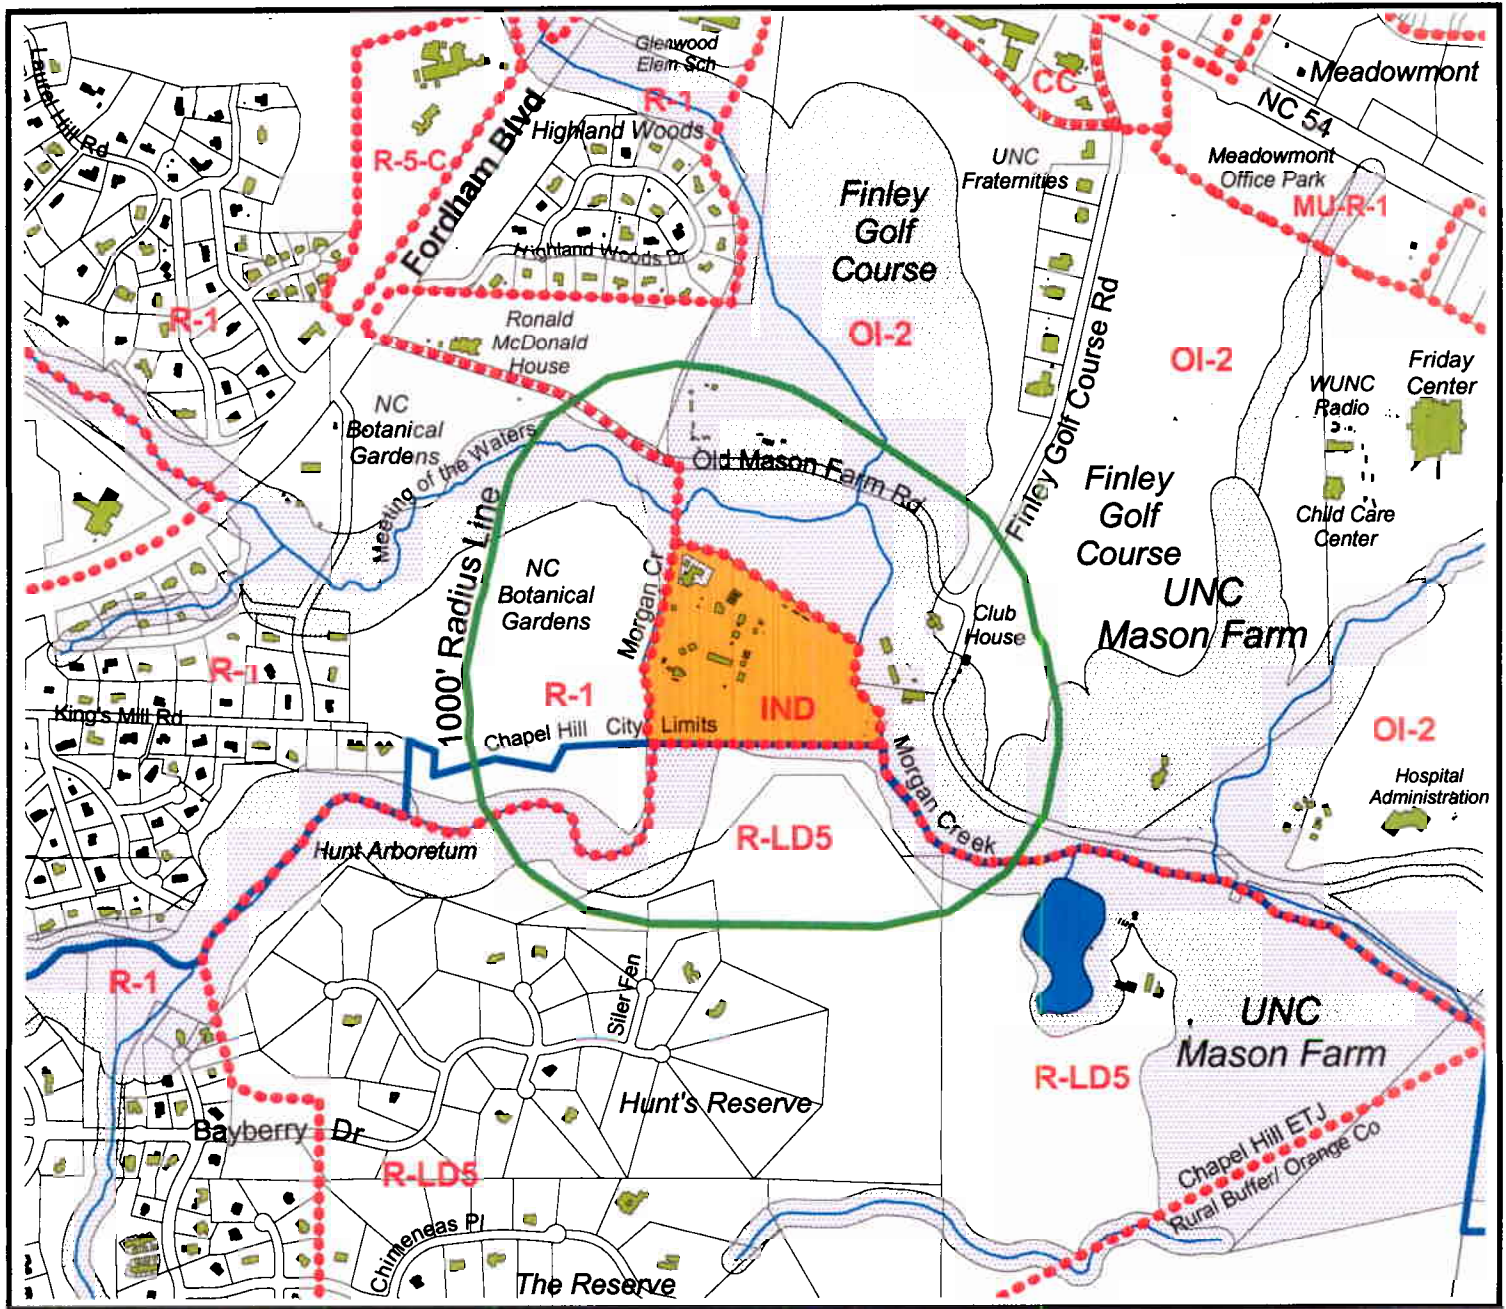 Glenwood
Elem Sch
Meadowmont
Laurel Hill Rd
CC
R-1
NC 54
Highland Woods
R-5-C
Fordham Blvd
UNC
Fraternities
Meadowmont
Office Park
Finley
Golf
Course
MU-R-1
Highland Woods Dr
R-1
Ronald
McDonald
House
OI-2
Finley Golf Course Rd
OI-2
WUNC
Radio
Friday
Center
NC
Botanical
Gardens
Meeting of the Waters
Old Mason Farm Rd
Finley
Golf
Course
Child Care
Center
1000' Radius Line
NC
Botanical
Gardens
Morgan Cr
Club
House
UNC
Mason Farm
R-1
R-1
IND
King's Mill Rd
Chapel Hill City Limits
OI-2
Morgan Creek
Hospital
Administration
R-LD5
Hunt Arboretum
R-1
Siler Fen
UNC
Mason Farm
R-LD5
Hunt's Reserve
Bayberry Dr
Chapel Hill ETJ
Rural Buffer/ Orange Co
R-LD5
Chimeneas Pl
The Reserve